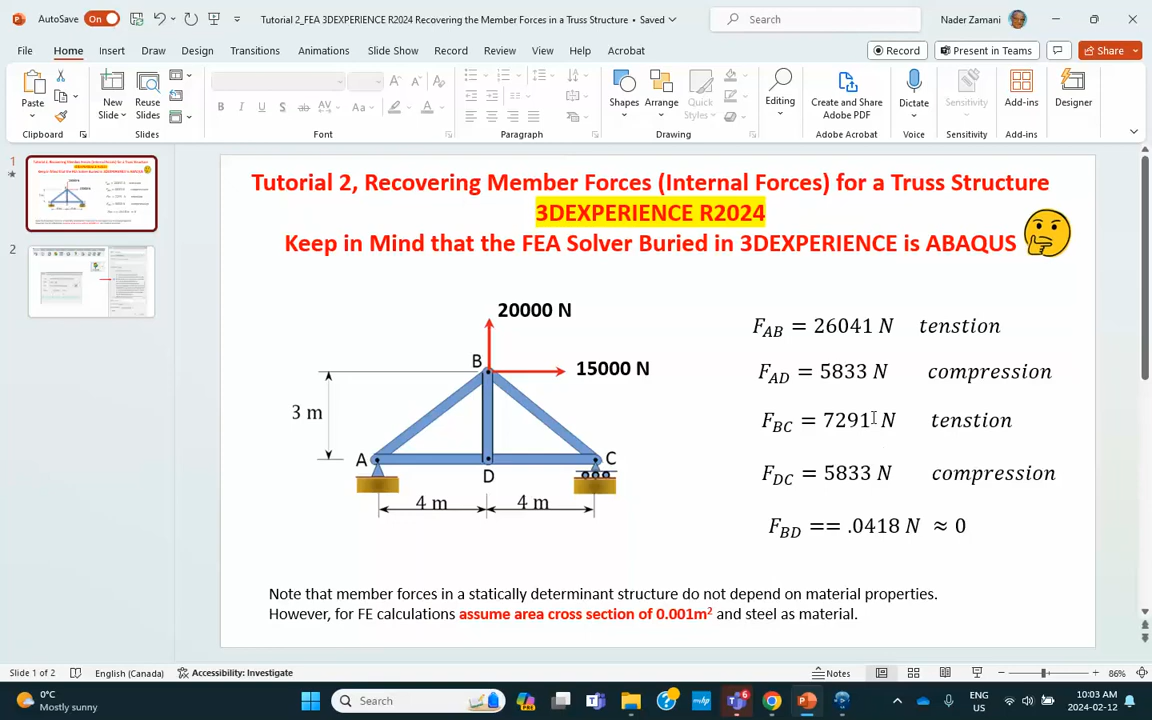 AutoSave On
Tutorial 2_FEA 3DEXPERIENCE R2024 Recovering the Member Forces in a Truss Structure • Saved
Search
Nader Zamani
File Home Insert Draw Design Transitions Animations Slide Show Record Review View Help Acrobat
Record
Present in Teams
Share
Paste
New Slide
Reuse Slides
B I U S ab AV Aa A A A A
Shapes
Arrange
Quick Styles
Editing
Create and Share Adobe PDF
Dictate
Sensitivity
Add-ins
Designer
Clipboard
Slides
Font
Paragraph
Drawing
Adobe Acrobat
Voice
Sensitivity
Add-ins
1
2
Tutorial 2, Recovering Member Forces (Internal Forces) for a Truss Structure
3DEXPERIENCE R2024
Keep in Mind that the FEA Solver Buried in 3DEXPERIENCE is ABAQUS
20000 N
B
15000 N
3 m
A
C
D
4 m
4 m
F_AB = 26041 N tenstion
F_AD = 5833 N compression
F_BC = 7291 N tenstion
F_DC = 5833 N compression
F_BD == .0418 N ≈ 0
Note that member forces in a statically determinant structure do not depend on material properties.
However, for FE calculations assume area cross section of 0.001m² and steel as material.
Slide 1 of 2
English (Canada)
Accessibility: Investigate
Notes
86%
0°C
Mostly sunny
Search
PRE
6
ENG
US
10:03 AM
2024-02-12